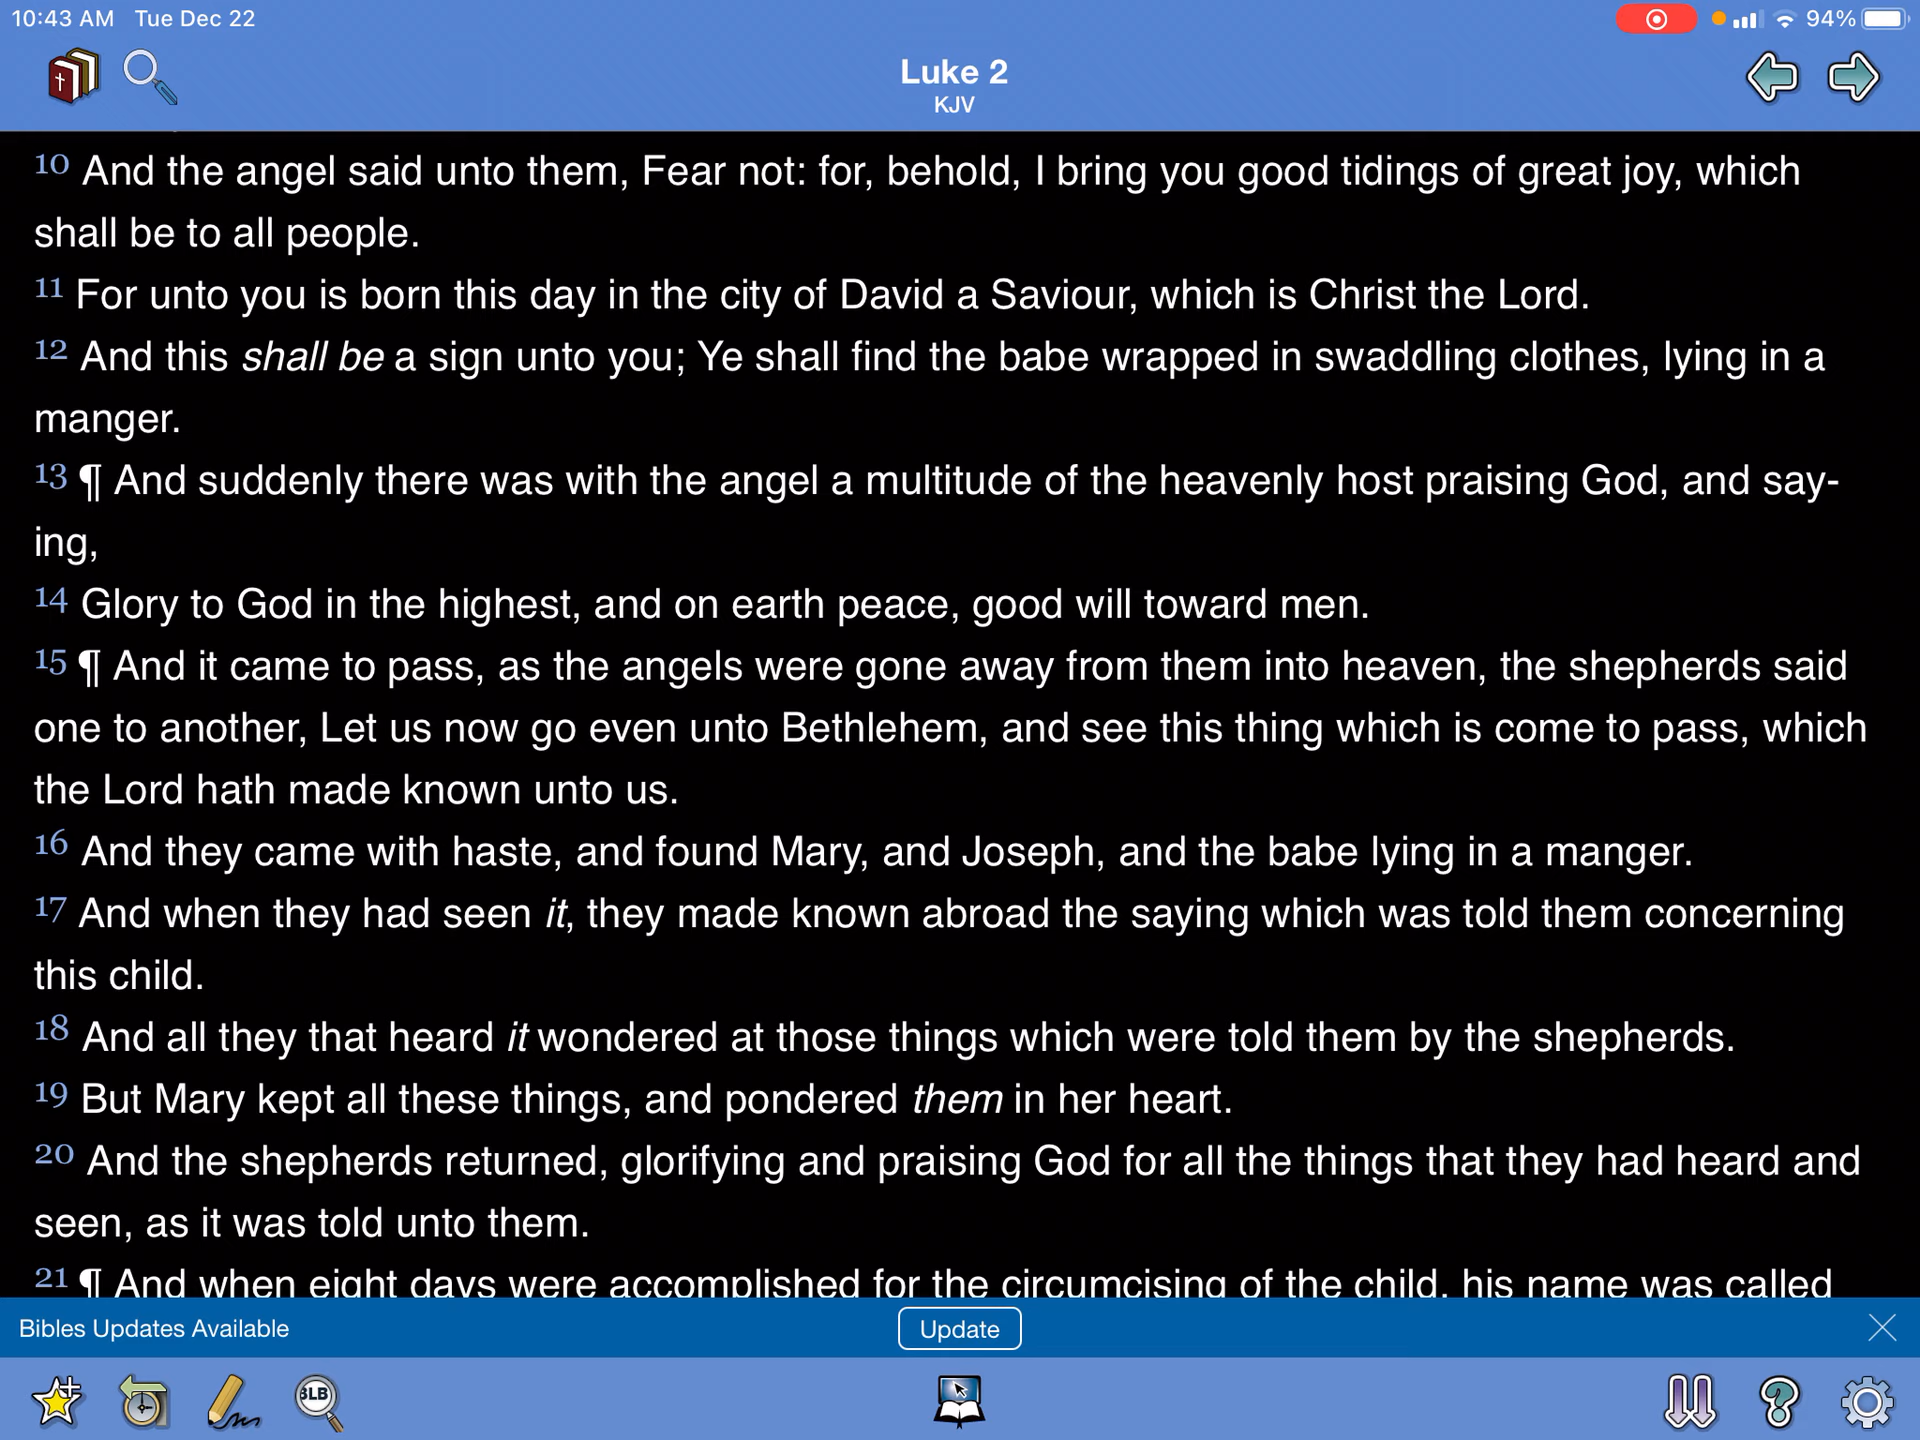 10:43 AM Tue Dec 22
94%
Luke 2
KJV
10 And the angel said unto them, Fear not: for, behold, I bring you good tidings of great joy, which
shall be to all people.
11 For unto you is born this day in the city of David a Saviour, which is Christ the Lord.
12 And this shall be a sign unto you; Ye shall find the babe wrapped in swaddling clothes, lying in a
manger.
13 ¶ And suddenly there was with the angel a multitude of the heavenly host praising God, and say-
ing,
14 Glory to God in the highest, and on earth peace, good will toward men.
15 ¶ And it came to pass, as the angels were gone away from them into heaven, the shepherds said
one to another, Let us now go even unto Bethlehem, and see this thing which is come to pass, which
the Lord hath made known unto us.
16 And they came with haste, and found Mary, and Joseph, and the babe lying in a manger.
17 And when they had seen it, they made known abroad the saying which was told them concerning
this child.
18 And all they that heard it wondered at those things which were told them by the shepherds.
19 But Mary kept all these things, and pondered them in her heart.
20 And the shepherds returned, glorifying and praising God for all the things that they had heard and
seen, as it was told unto them.
21 ¶ And when eight days were accomplished for the circumcising of the child, his name was called
Bibles Updates Available
Update
BLB